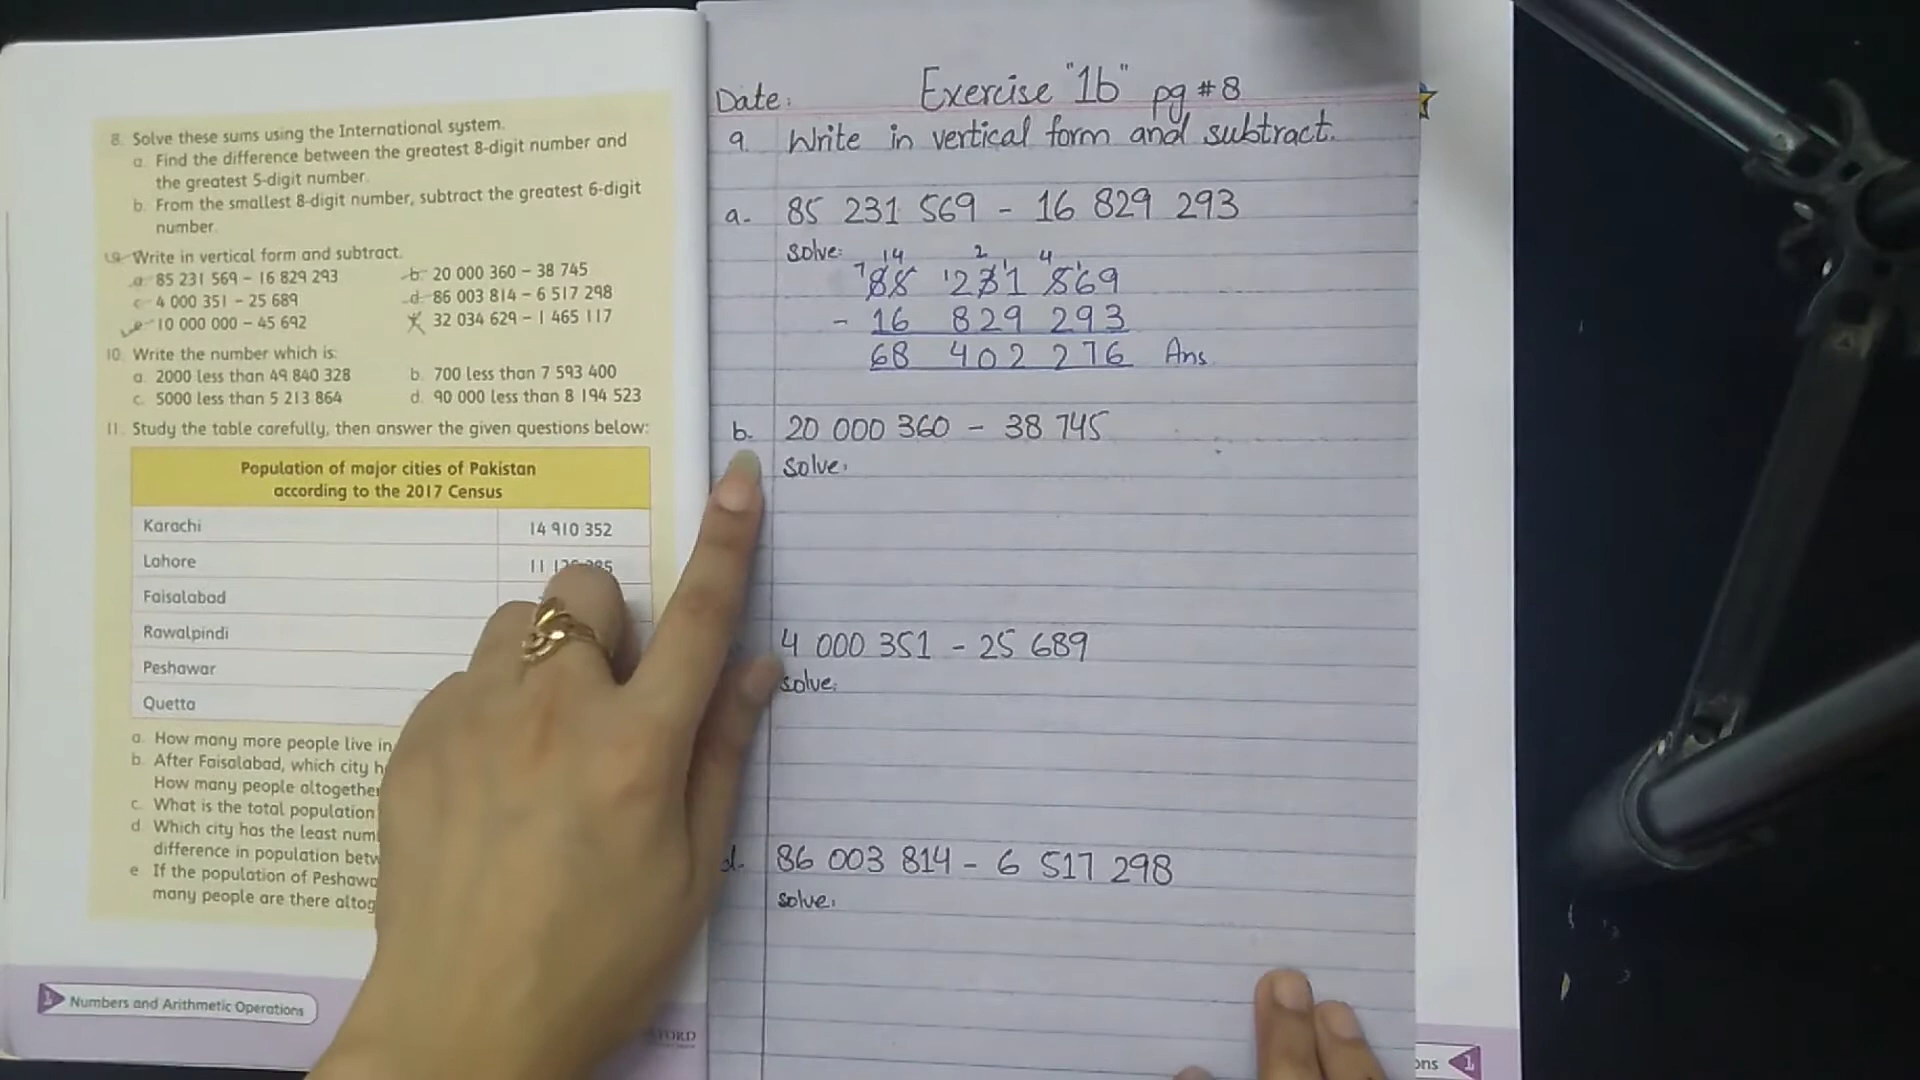 8. Solve these sums using the International system.
a. Find the difference between the greatest 8-digit number and
the greatest 5-digit number.
b. From the smallest 8-digit number, subtract the greatest 6-digit
number.
9. Write in vertical form and subtract.
a. 85 231 569 – 16 829 293
b. 20 000 360 – 38 745
c. 4 000 351 – 25 689
d. 86 003 814 – 6 517 298
e. 10 000 000 – 45 692
32 034 629 – 1 465 117
10. Write the number which is:
a. 2000 less than 49 840 328
b. 700 less than 7 593 400
c. 5000 less than 5 213 864
d. 90 000 less than 8 194 523
11. Study the table carefully, then answer the given questions below:
Population of major cities of Pakistan
according to the 2017 Census
Karachi 14 910 352
Lahore 11
Faisalabad
Rawalpindi
Peshawar
Quetta
a. How many more people live in
b. After Faisalabad, which city
How many people altogether
c. What is the total population
d. Which city has the least
difference in population
e. If the population of
many people are there
1 Numbers and Arithmetic Operations
Date: Exercise "1b" pg #8
9. Write in vertical form and subtract.
a. 85 231 569 - 16 829 293
Solve: 14 2 4
7 85 1231 569
- 16 829 293
68 402 276 Ans.
b. 20 000 360 - 38 745
Solve:
4 000 351 - 25 689
Solve:
d. 86 003 814 - 6 517 298
Solve:
ons 1